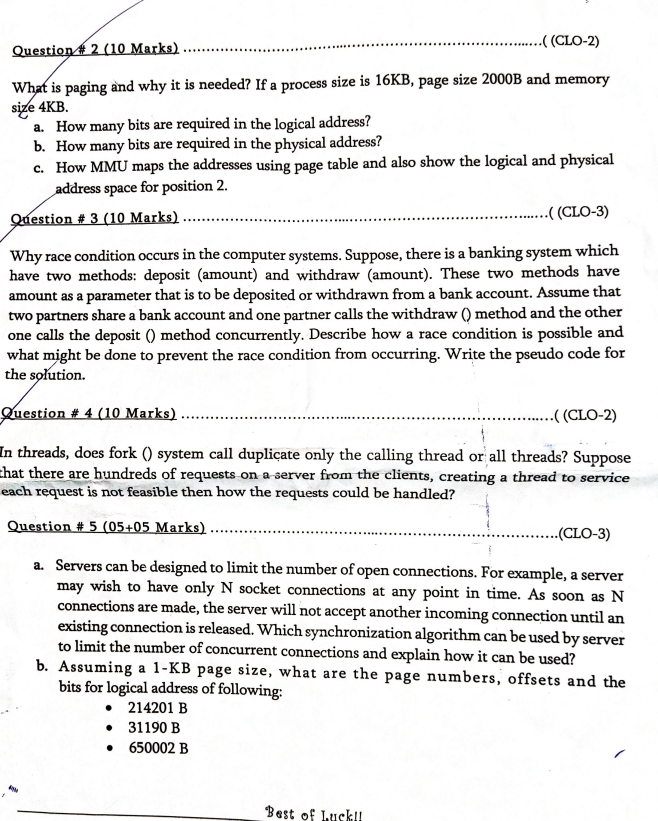 Question # 2 (10 Marks) ........................................................................( (CLO-2)
What is paging and why it is needed? If a process size is 16KB, page size 2000B and memory
size 4KB.
a. How many bits are required in the logical address?
b. How many bits are required in the physical address?
c. How MMU maps the addresses using page table and also show the logical and physical
address space for position 2.
Question # 3 (10 Marks) ........................................................................( (CLO-3)
Why race condition occurs in the computer systems. Suppose, there is a banking system which
have two methods: deposit (amount) and withdraw (amount). These two methods have
amount as a parameter that is to be deposited or withdrawn from a bank account. Assume that
two partners share a bank account and one partner calls the withdraw () method and the other
one calls the deposit () method concurrently. Describe how a race condition is possible and
what might be done to prevent the race condition from occurring. Write the pseudo code for
the solution.
Question # 4 (10 Marks) ........................................................................( (CLO-2)
In threads, does fork () system call duplicate only the calling thread or all threads? Suppose
that there are hundreds of requests on a server from the clients, creating a thread to service
each request is not feasible then how the requests could be handled?
Question # 5 (05+05 Marks) ........................................................................(CLO-3)
a. Servers can be designed to limit the number of open connections. For example, a server
may wish to have only N socket connections at any point in time. As soon as N
connections are made, the server will not accept another incoming connection until an
existing connection is released. Which synchronization algorithm can be used by server
to limit the number of concurrent connections and explain how it can be used?
b. Assuming a 1-KB page size, what are the page numbers, offsets and the
bits for logical address of following:
• 214201 B
• 31190 B
• 650002 B
Best of Luck!!